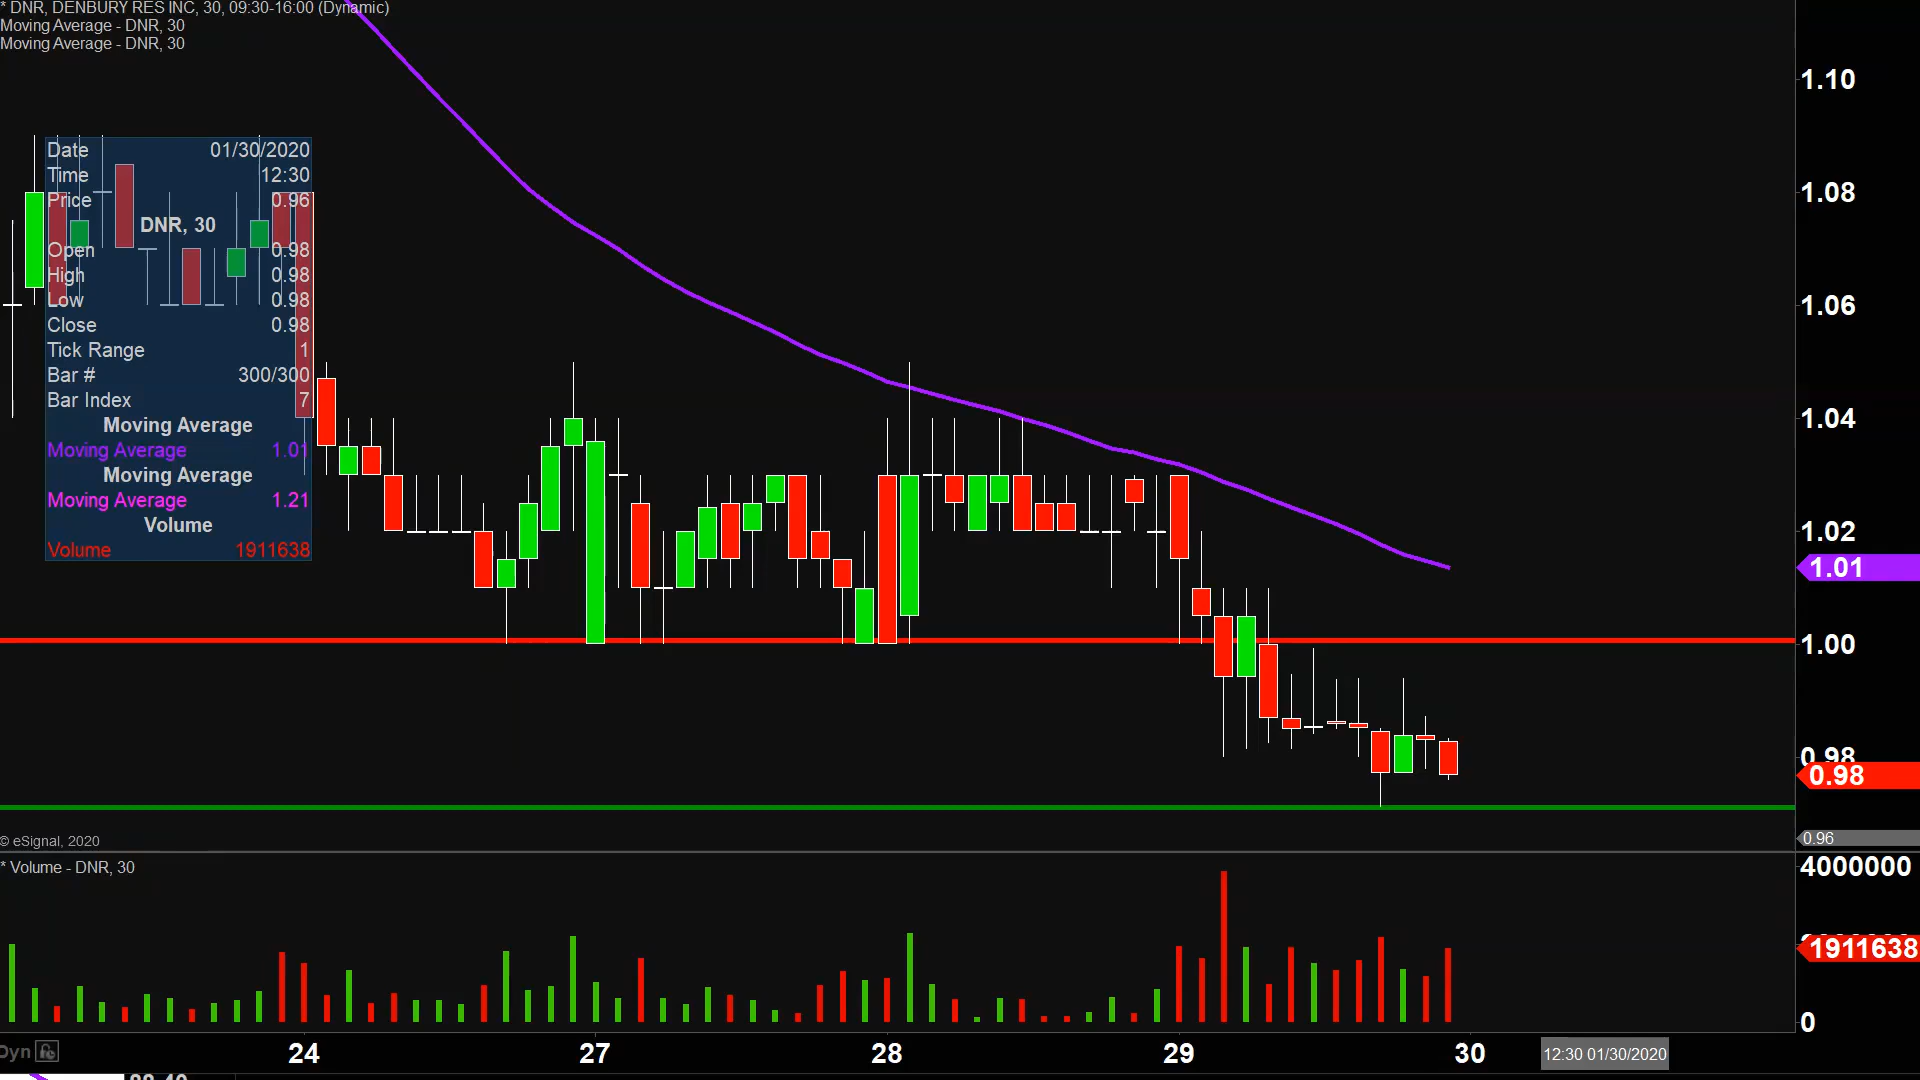 * DNR, DENBURY RES INC, 30, 09:30-16:00 (Dynamic)
Moving Average - DNR, 30
Moving Average - DNR, 30
1.10
1.08
1.06
1.04
1.02
1.01
1.00
0.98
0.98
0.96
Date 01/30/2020
Time 12:30
Price 0.96
DNR, 30
Open 0.98
High 0.98
Low 0.98
Close 0.98
Tick Range 1
Bar # 300/300
Bar Index 7
Moving Average
Moving Average 1.01
Moving Average
Moving Average 1.21
Volume
Volume 1911638
© eSignal, 2020
* Volume - DNR, 30
4000000
1911638
0
Dyn
24
27
28
29
30
12:30 01/30/2020